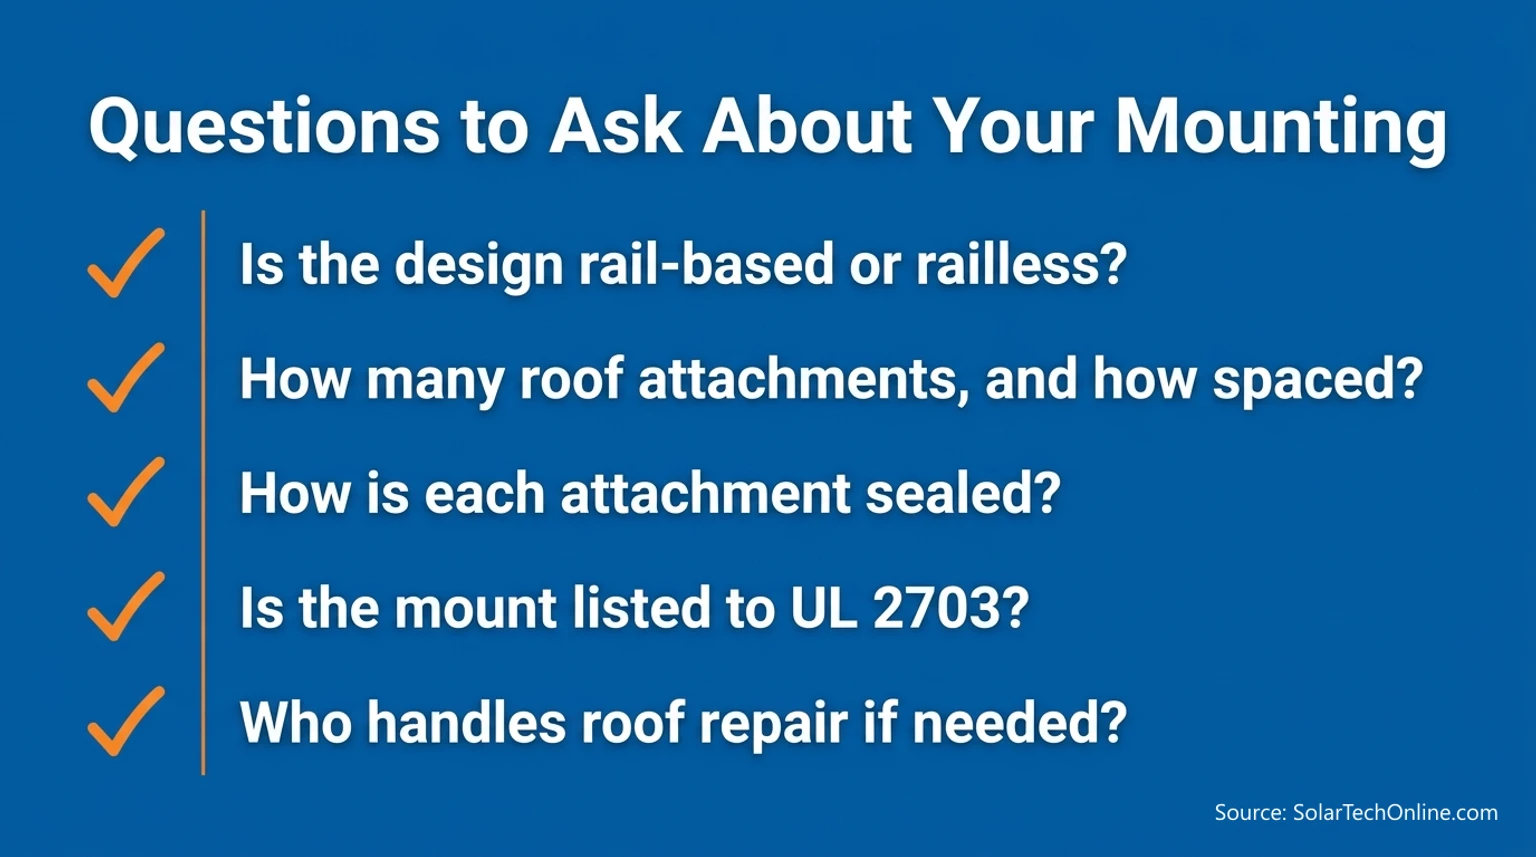 Questions to Ask About Your Mounting
Is the design rail-based or railless?
How many roof attachments, and how spaced?
How is each attachment sealed?
Is the mount listed to UL 2703?
Who handles roof repair if needed?
Source: SolarTechOnline.com